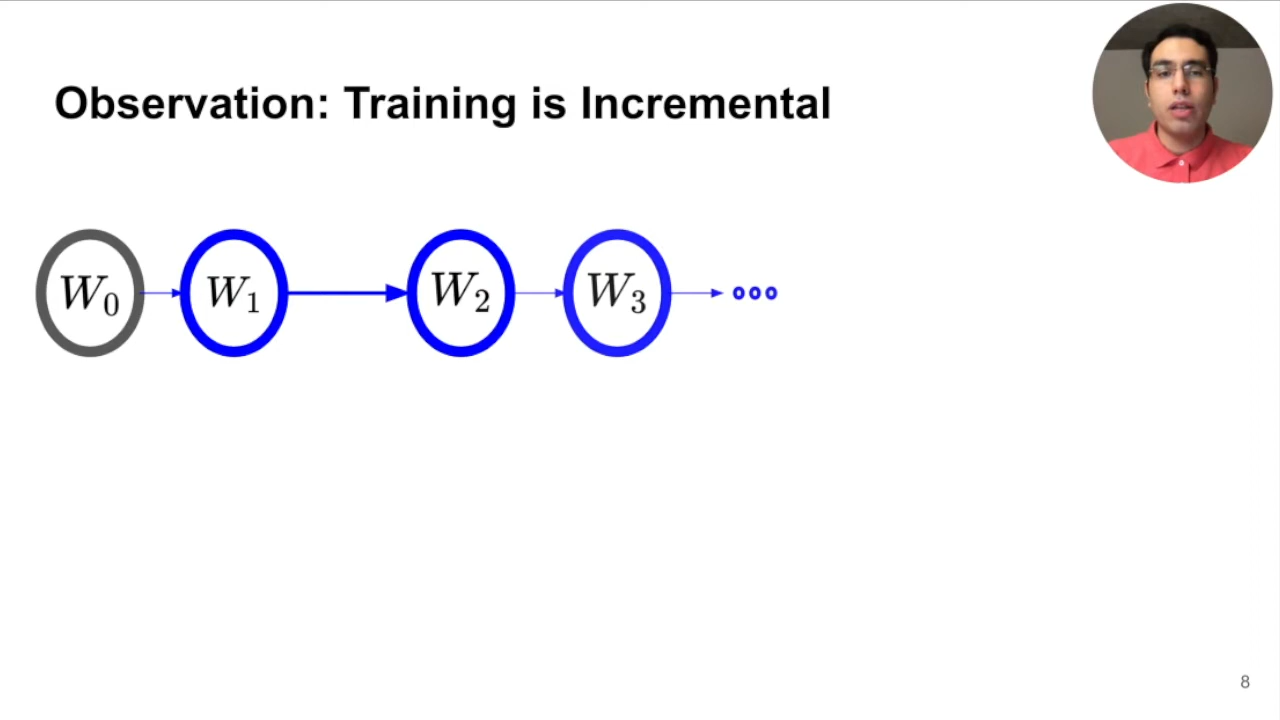 Observation: Training is Incremental
W₀ W₁ W₂ W₃ ∘∘∘
8